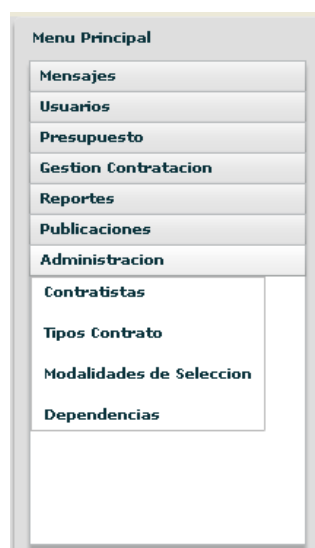 Menu Principal
Mensajes
Usuarios
Presupuesto
Gestion Contratacion
Reportes
Publicaciones
Administracion
Contratistas
Tipos Contrato
Modalidades de Seleccion
Dependencias